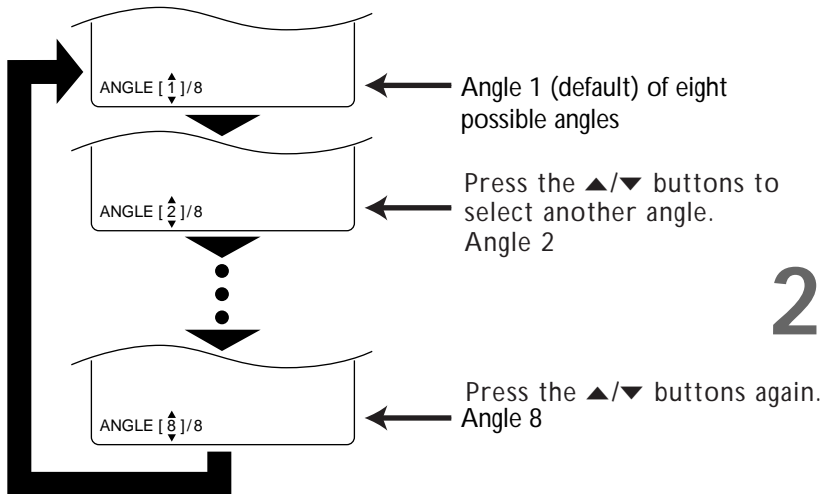 ANGLE [1]/8
Angle 1 (default) of eight
possible angles
ANGLE [2]/8
Press the ▲/▼ buttons to
select another angle.
Angle 2
2
ANGLE [8]/8
Press the ▲/▼ buttons again.
Angle 8